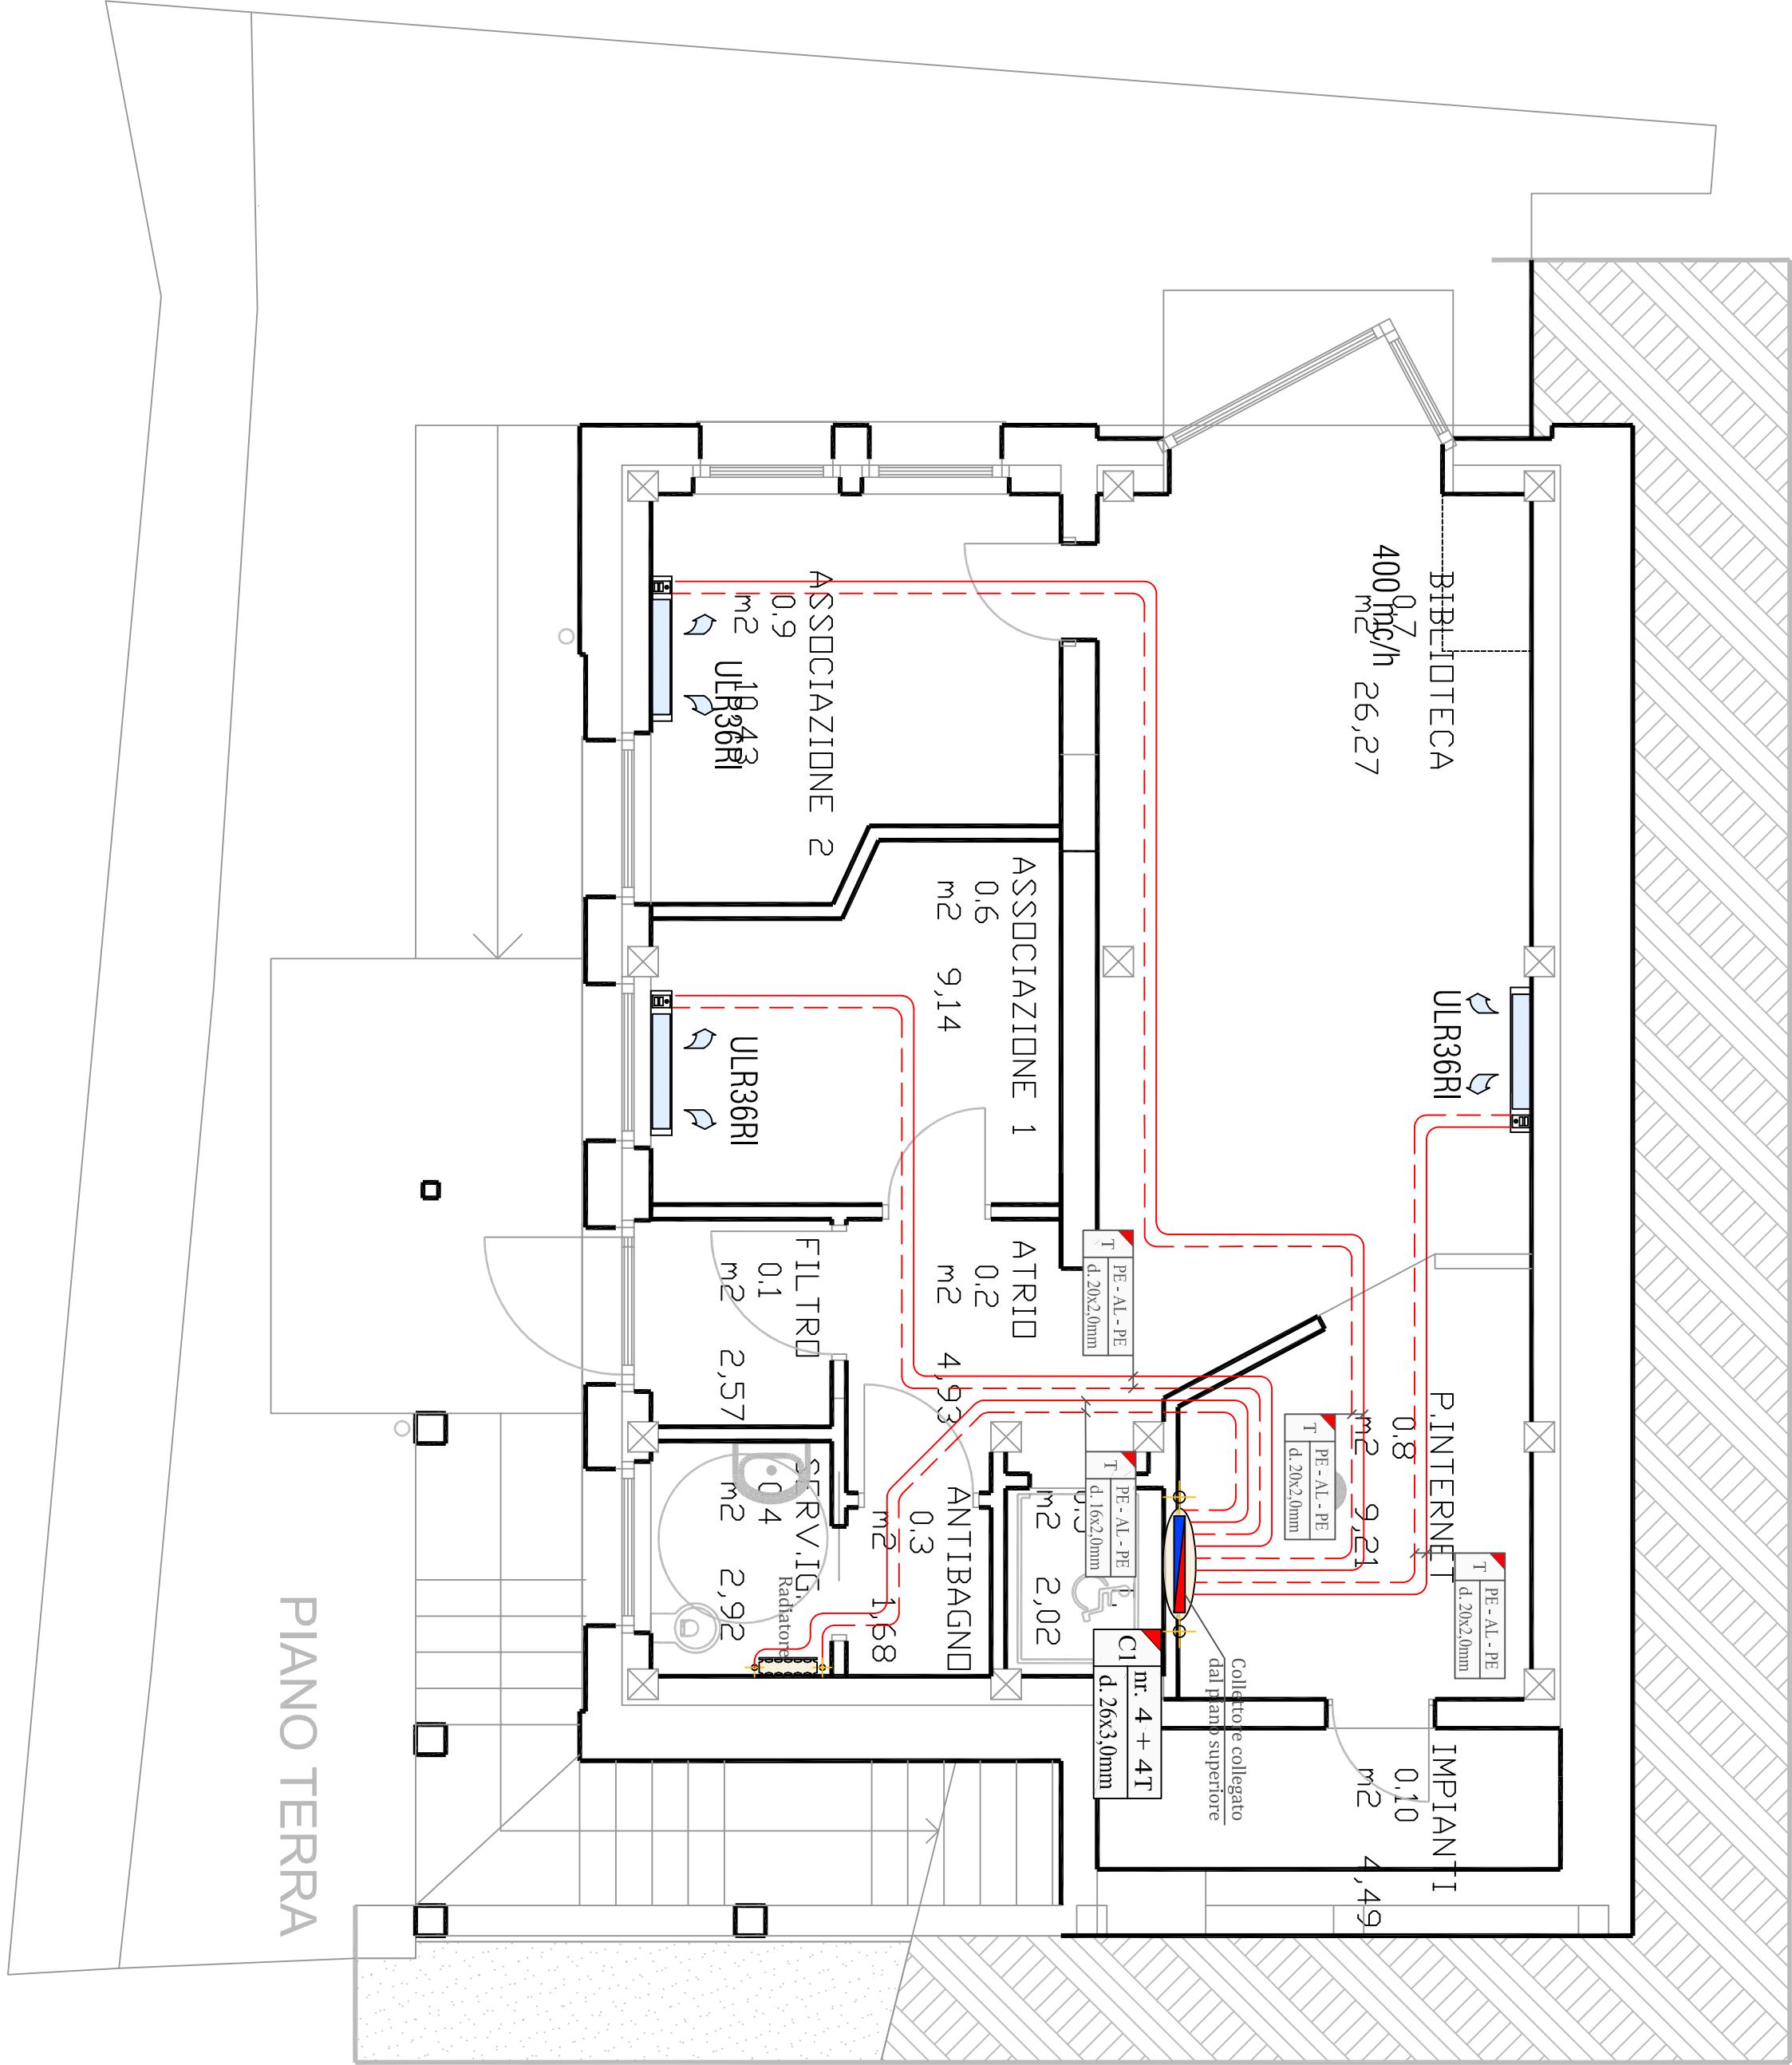 BIBLIOTECA
0.7
m2 26,27
400 mc/h
ASSOCIAZIONE 2
0.9
m2 10,43
ULR36RI
ASSOCIAZIONE 1
0.6
m2 9,14
ULR36RI
ULR36RI
ATRIO
0.2
m2 4,93
FILTRO
0.1
m2 2,57
P.INTERNET
0.8
m2 9,21
ANTIBAGNO
0.3
m2 1,68
SERV.IG.
0.4
m2 2,92
Radiatore
m2 2,02
IMPIANTI
0.10
m2 4,49
T
PE - AL - PE
d. 20x2,0mm
T
PE - AL - PE
d. 16x2,0mm
T
PE - AL - PE
d. 20x2,0mm
T
PE - AL - PE
d. 20x2,0mm
C1
nr. 4 + 4T
d. 26x3,0mm
Collettore collegato
dal piano superiore
PIANO TERRA